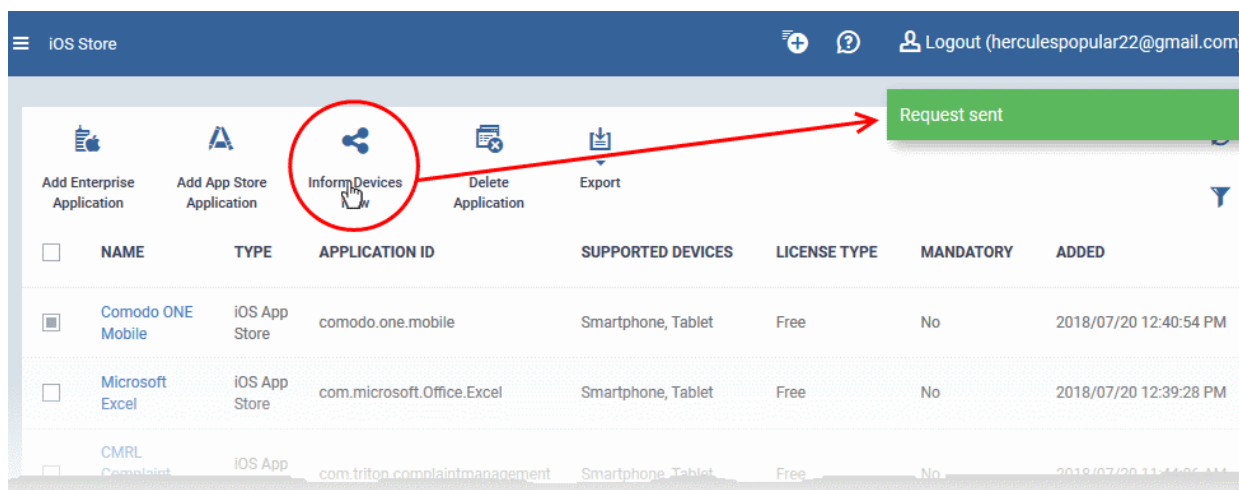 iOS Store
Logout (herculespopular22@gmail.com)
Request sent
Add Enterprise
Application
Add App Store
Application
Inform Devices
Delete
Application
Export
NAME TYPE APPLICATION ID SUPPORTED DEVICES LICENSE TYPE MANDATORY ADDED
Comodo ONE
Mobile
iOS App
Store
comodo.one.mobile
Smartphone, Tablet
Free
No
2018/07/20 12:40:54 PM
Microsoft
Excel
iOS App
Store
com.microsoft.Office.Excel
Smartphone, Tablet
Free
No
2018/07/20 12:39:28 PM
CMRL
Complaint
iOS App
com.triton.complaintmanagement
Smartphone, Tablet
Free
No